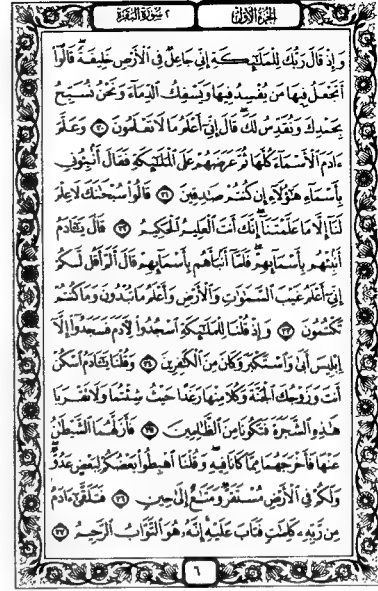 الجزء الأول
٢ سورة البقرة
وَإِذْ قَالَ رَبُّكَ لِلْمَلَٰٓئِكَةِ إِنِّي جَاعِلٌ فِي ٱلْأَرْضِ خَلِيفَةً ۖ قَالُوٓا۟
أَتَجْعَلُ فِيهَا مَن يُفْسِدُ فِيهَا وَيَسْفِكُ ٱلدِّمَآءَ وَنَحْنُ نُسَبِّحُ
بِحَمْدِكَ وَنُقَدِّسُ لَكَ ۖ قَالَ إِنِّيٓ أَعْلَمُ مَا لَا تَعْلَمُونَ ٣٠ وَعَلَّمَ
ءَادَمَ ٱلْأَسْمَآءَ كُلَّهَا ثُمَّ عَرَضَهُمْ عَلَى ٱلْمَلَٰٓئِكَةِ فَقَالَ أَنۢبِـُٔونِي
بِأَسْمَآءِ هَٰٓؤُلَآءِ إِن كُنتُمْ صَٰدِقِينَ ٣١ قَالُوا۟ سُبْحَٰنَكَ لَا عِلْمَ
لَنَآ إِلَّا مَا عَلَّمْتَنَآ ۖ إِنَّكَ أَنتَ ٱلْعَلِيمُ ٱلْحَكِيمُ ٣٢ قَالَ يَٰٓـَٔادَمُ
أَنۢبِئْهُم بِأَسْمَآئِهِمْ ۖ فَلَمَّآ أَنۢبَأَهُم بِأَسْمَآئِهِمْ قَالَ أَلَمْ أَقُل لَّكُمْ
إِنِّيٓ أَعْلَمُ غَيْبَ ٱلسَّمَٰوَٰتِ وَٱلْأَرْضِ وَأَعْلَمُ مَا تُبْدُونَ وَمَا كُنتُمْ
تَكْتُمُونَ ٣٣ وَإِذْ قُلْنَا لِلْمَلَٰٓئِكَةِ ٱسْجُدُوا۟ لِـَٔادَمَ فَسَجَدُوٓا۟ إِلَّآ
إِبْلِيسَ أَبَىٰ وَٱسْتَكْبَرَ وَكَانَ مِنَ ٱلْكَٰفِرِينَ ٣٤ وَقُلْنَا يَٰٓـَٔادَمُ ٱسْكُنْ
أَنتَ وَزَوْجُكَ ٱلْجَنَّةَ وَكُلَا مِنْهَا رَغَدًا حَيْثُ شِئْتُمَا وَلَا تَقْرَبَا
هَٰذِهِ ٱلشَّجَرَةَ فَتَكُونَا مِنَ ٱلظَّٰلِمِينَ ٣٥ فَأَزَلَّهُمَا ٱلشَّيْطَٰنُ
عَنْهَا فَأَخْرَجَهُمَا مِمَّا كَانَا فِيهِ ۖ وَقُلْنَا ٱهْبِطُوا۟ بَعْضُكُمْ لِبَعْضٍ عَدُوٌّ ۖ
وَلَكُمْ فِي ٱلْأَرْضِ مُسْتَقَرٌّ وَمَتَٰعٌ إِلَىٰ حِينٍ ٣٦ فَتَلَقَّىٰٓ ءَادَمُ
مِن رَّبِّهِۦ كَلِمَٰتٍ فَتَابَ عَلَيْهِ ۚ إِنَّهُۥ هُوَ ٱلتَّوَّابُ ٱلرَّحِيمُ ٣٧
٦